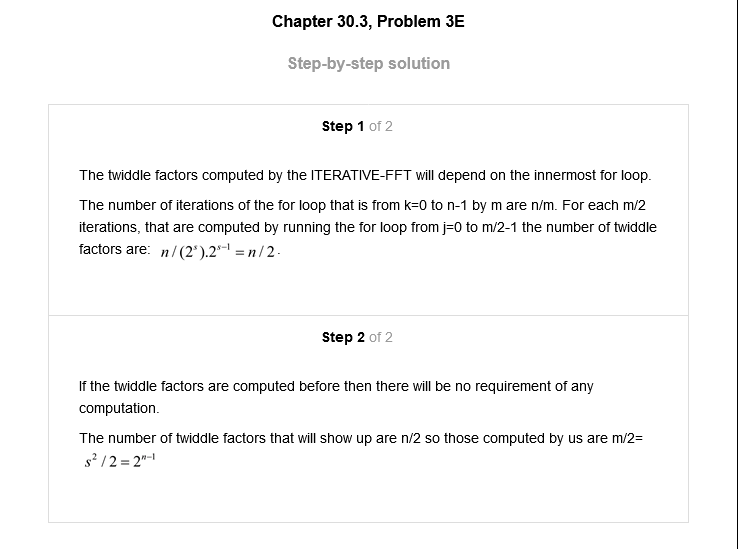 Chapter 30.3, Problem 3E
Step-by-step solution
Step 1 of 2
The twiddle factors computed by the ITERATIVE-FFT will depend on the innermost for loop.
The number of iterations of the for loop that is from k=0 to n-1 by m are n/m. For each m/2
iterations, that are computed by running the for loop from j=0 to m/2-1 the number of twiddle
factors are: n/(2ˢ).2ˢ⁻¹ = n/2.
Step 2 of 2
If the twiddle factors are computed before then there will be no requirement of any
computation.
The number of twiddle factors that will show up are n/2 so those computed by us are m/2=
s²/2 = 2ⁿ⁻¹